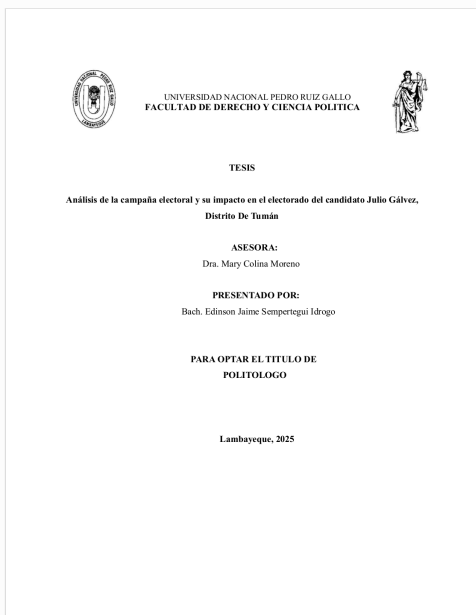 UNIVERSIDAD NACIONAL PEDRO RUIZ GALLO
FACULTAD DE DERECHO Y CIENCIA POLITICA
TESIS
Análisis de la campaña electoral y su impacto en el electorado del candidato Julio Gálvez,
Distrito De Tumán
ASESORA:
Dra. Mary Colina Moreno
PRESENTADO POR:
Bach. Edinson Jaime Sempertegui Idrogo
PARA OPTAR EL TITULO DE
POLITOLOGO
Lambayeque, 2025